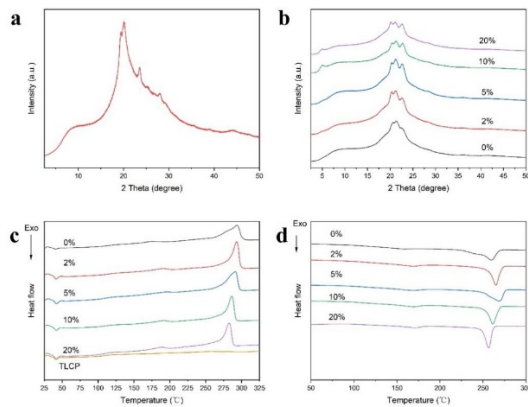 a
Intensity (a.u.)
10 20 30 40 50
2 Theta (degree)
b
Intensity (a.u.)
20%
10%
5%
2%
0%
5 10 15 20 25 30 35 40 45 50
2 Theta (degree)
c
Exo
Heat flow
0%
2%
5%
10%
20%
TLCP
25 50 75 100 125 150 175 200 225 250 275 300 325
Temperature (℃)
d
Exo
Heat flow
0%
2%
5%
10%
20%
50 100 150 200 250 300
Temperature (℃)